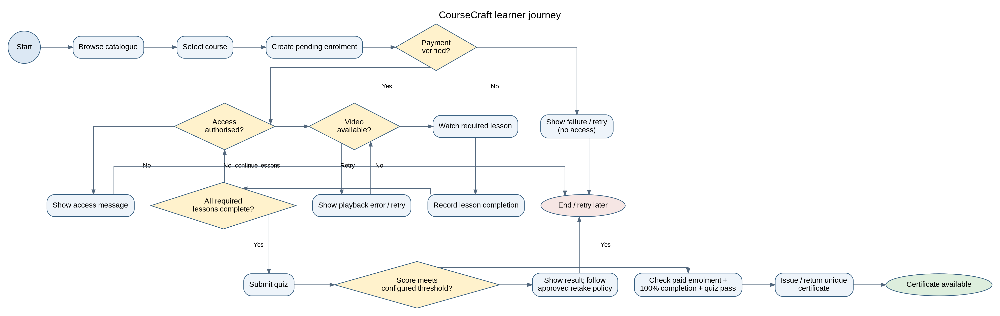 CourseCraft learner journey
Start
Browse catalogue
Select course
Create pending enrolment
Payment
verified?
Yes
No
Access
authorised?
Video
available?
Watch required lesson
Show failure / retry
(no access)
No
No: continue lessons
Retry
No
Show access message
All required
lessons complete?
Show playback error / retry
Record lesson completion
End / retry later
Yes
Yes
Submit quiz
Score meets
configured threshold?
Show result; follow
approved retake policy
Check paid enrolment +
100% completion + quiz pass
Issue / return unique
certificate
Certificate available